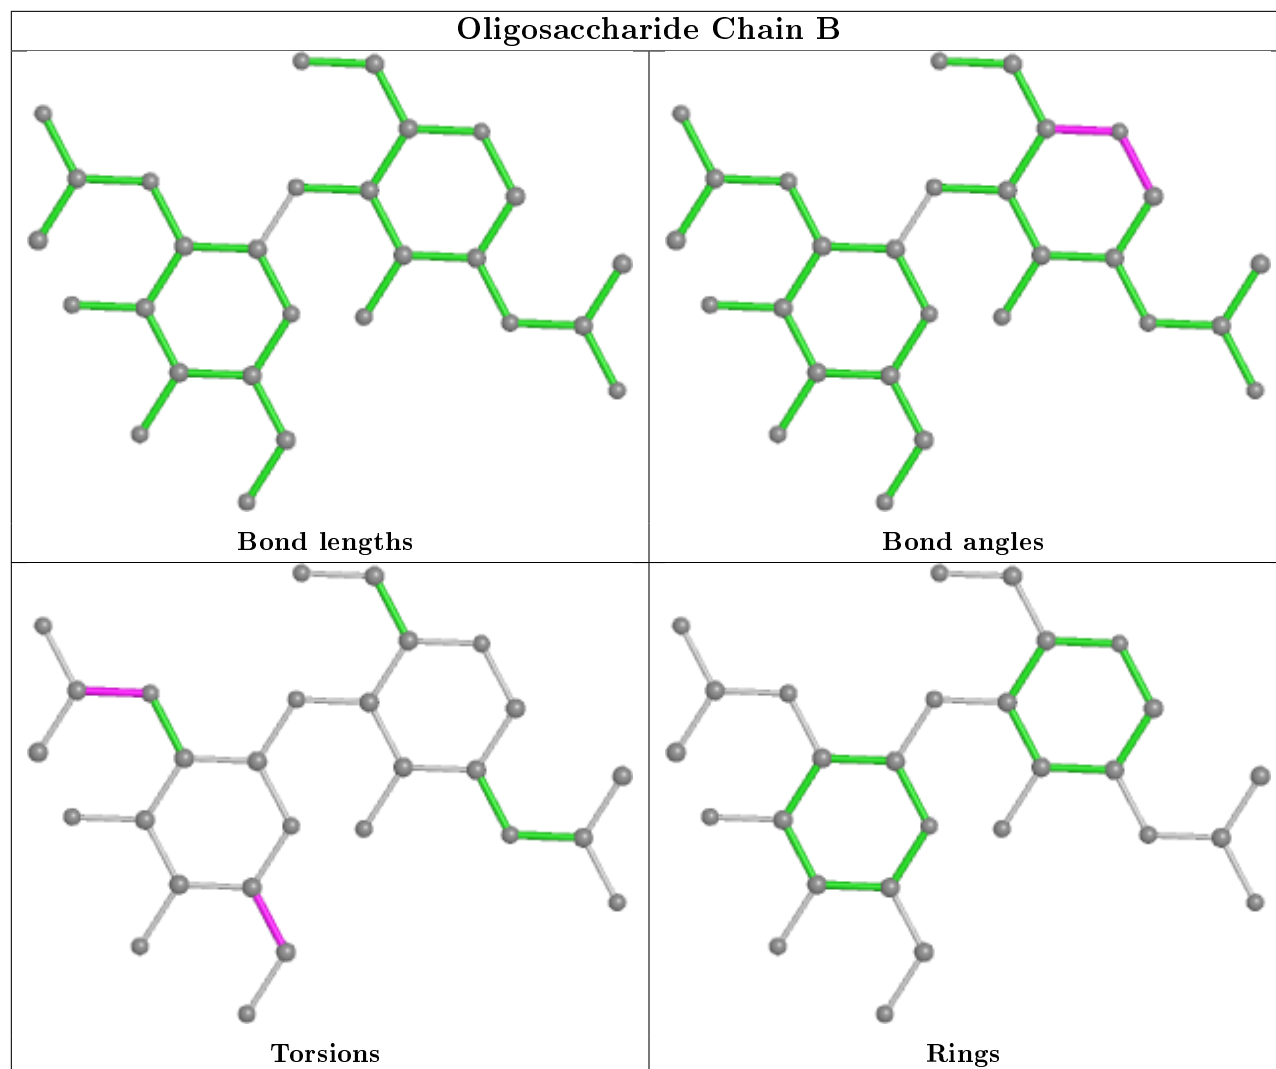 Oligosaccharide Chain B
Bond lengths
Bond angles
Torsions
Rings